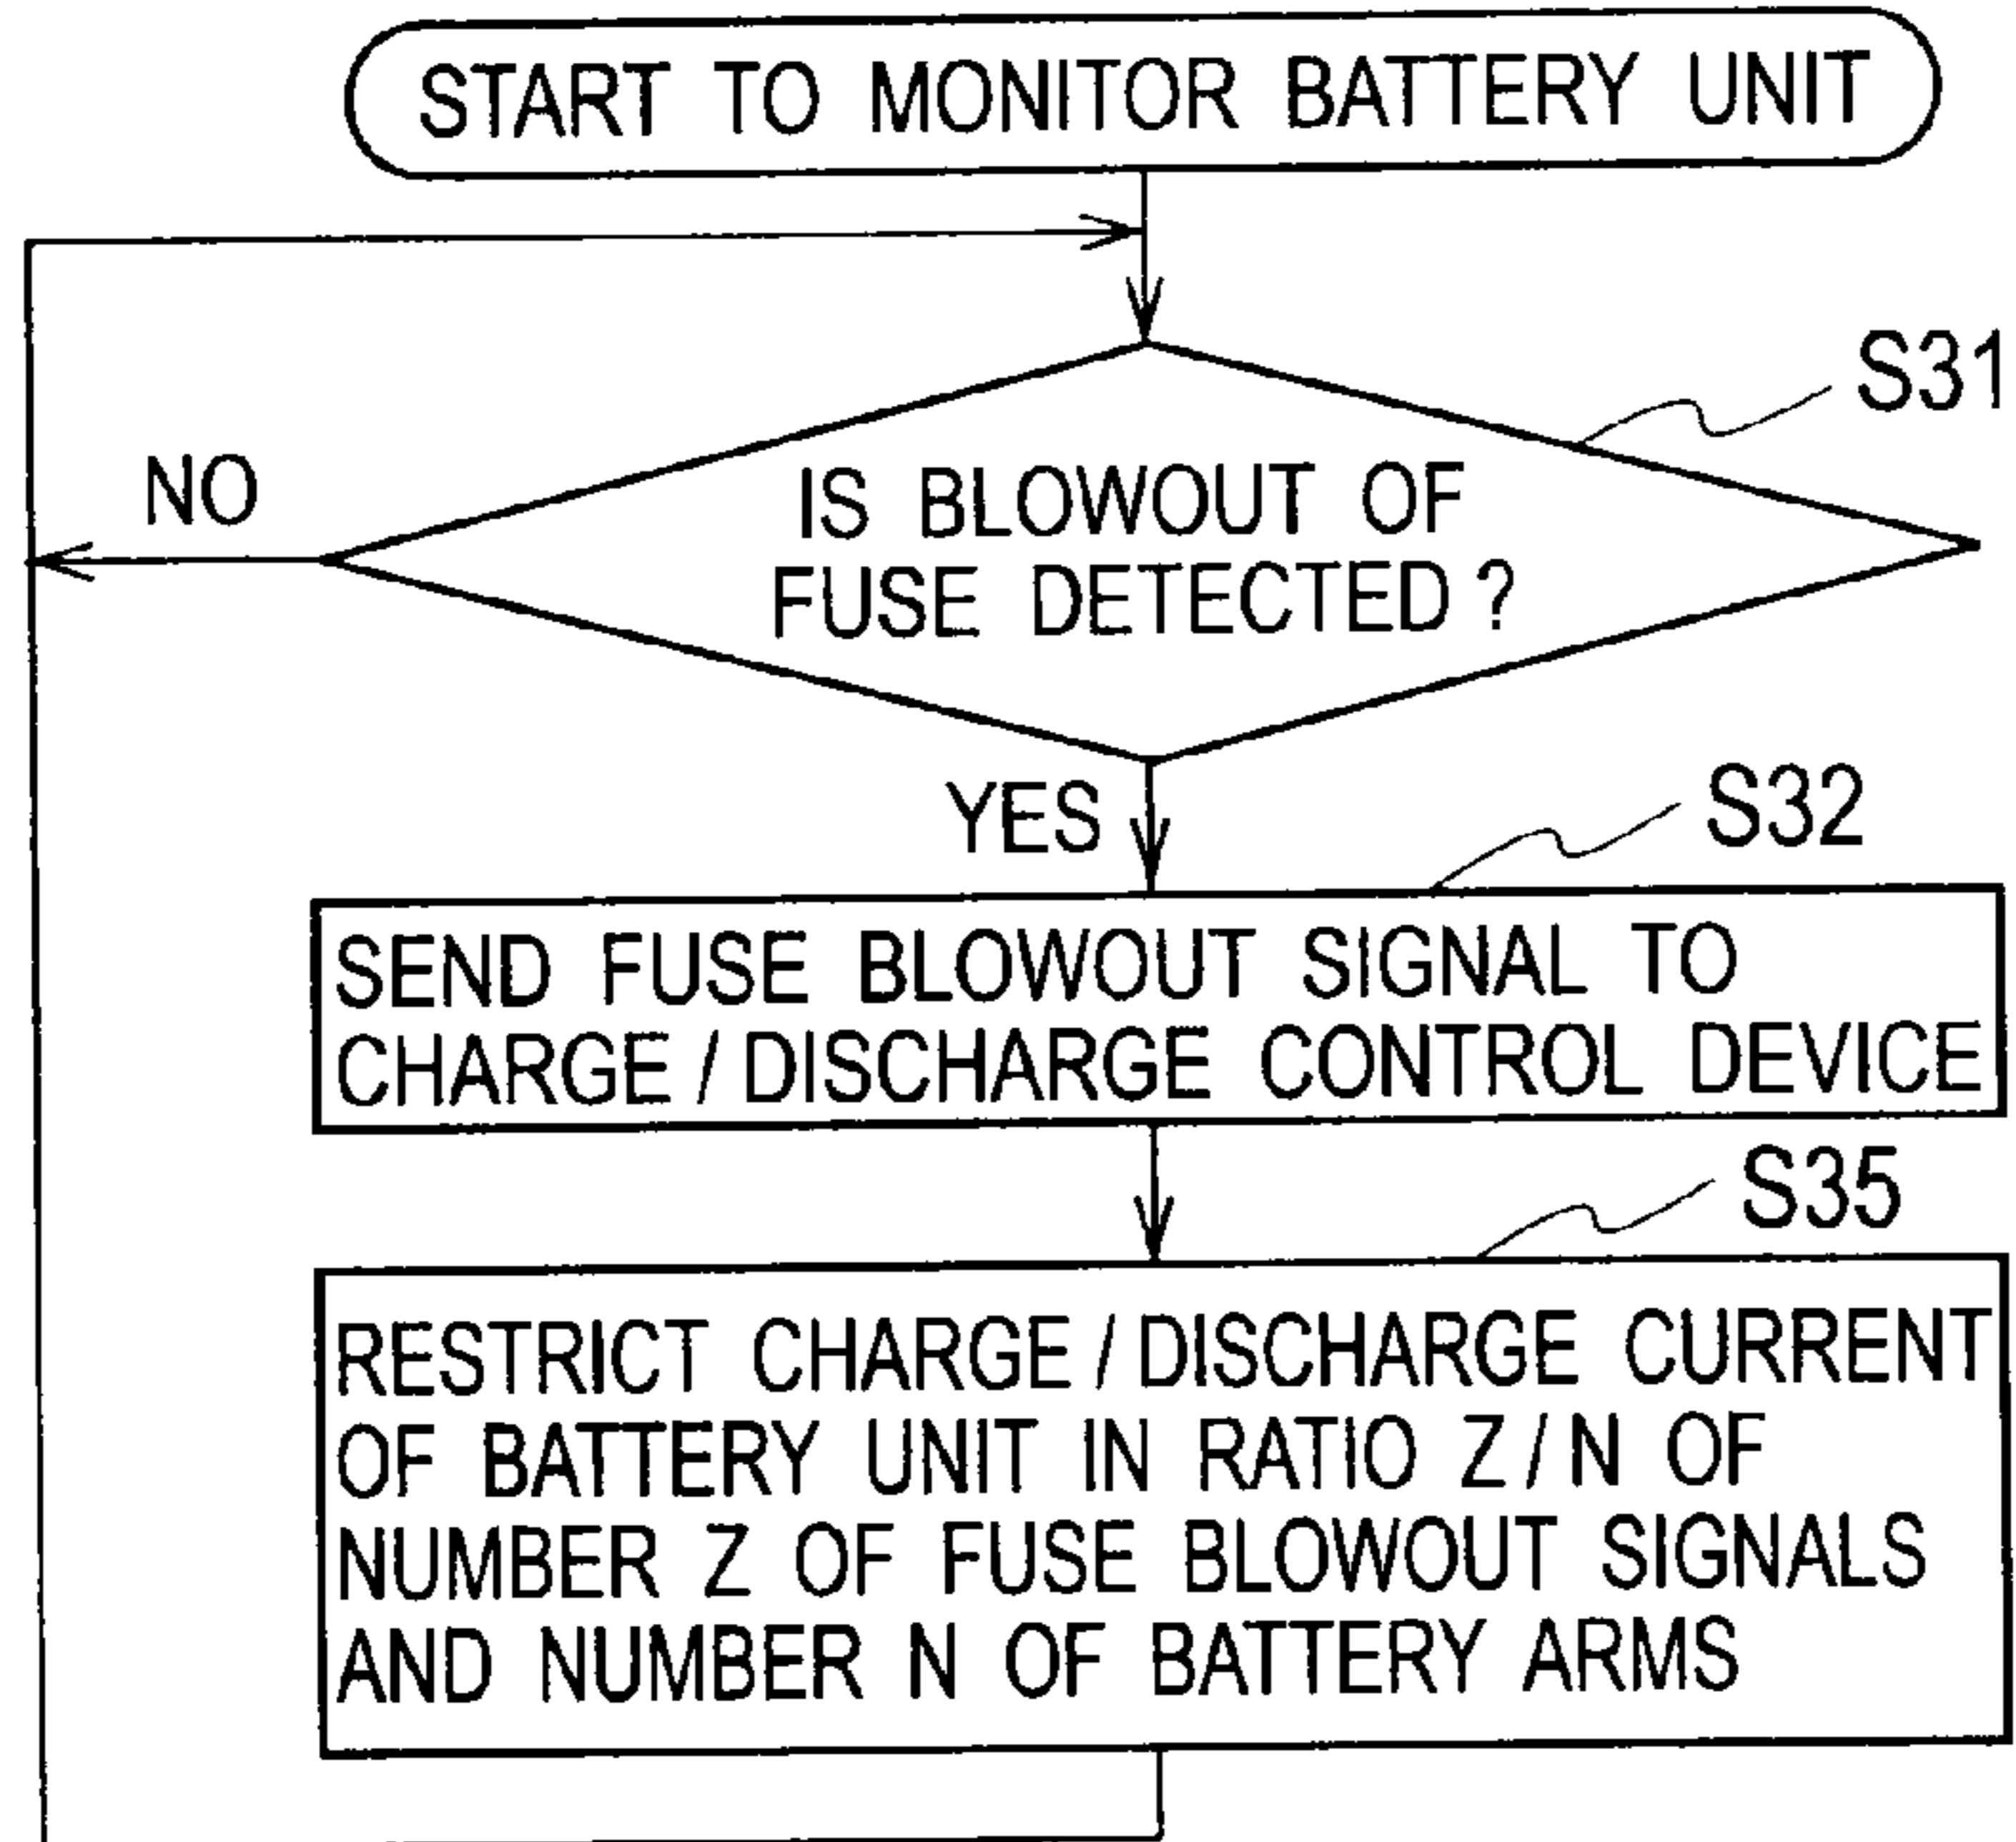 START TO MONITOR BATTERY UNIT
S31
NO
IS BLOWOUT OF
FUSE DETECTED ?
YES
S32
SEND FUSE BLOWOUT SIGNAL TO
CHARGE / DISCHARGE CONTROL DEVICE
S35
RESTRICT CHARGE / DISCHARGE CURRENT
OF BATTERY UNIT IN RATIO Z / N OF
NUMBER Z OF FUSE BLOWOUT SIGNALS
AND NUMBER N OF BATTERY ARMS